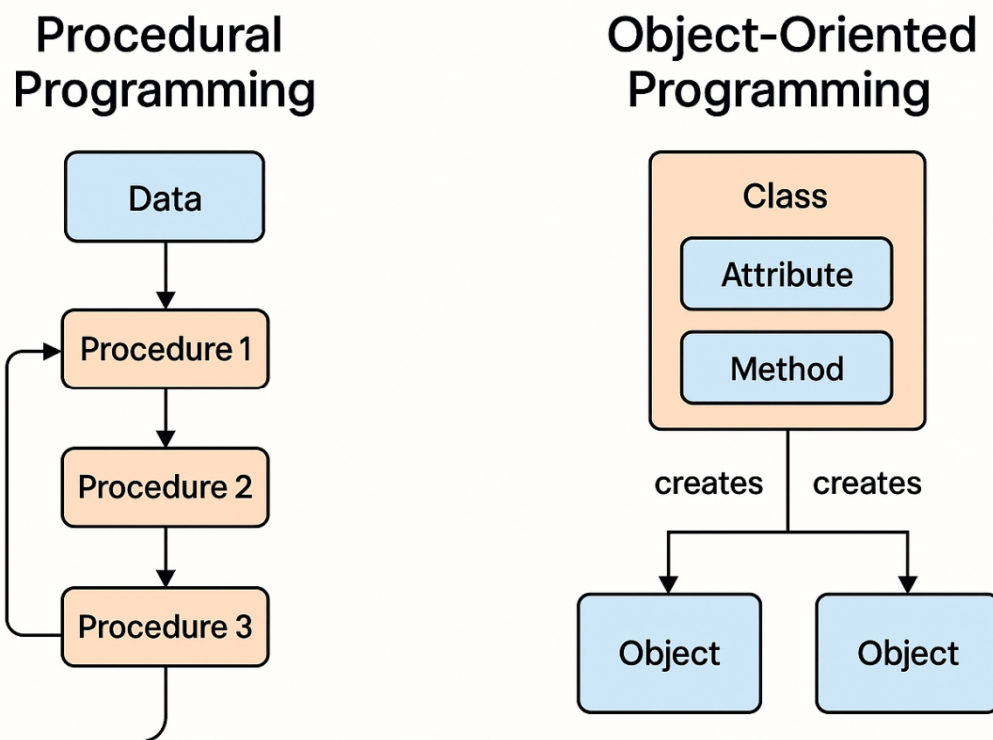 Procedural
Programming
Data
Procedure 1
Procedure 2
Procedure 3
Object-Oriented
Programming
Class
Attribute
Method
creates creates
Object Object